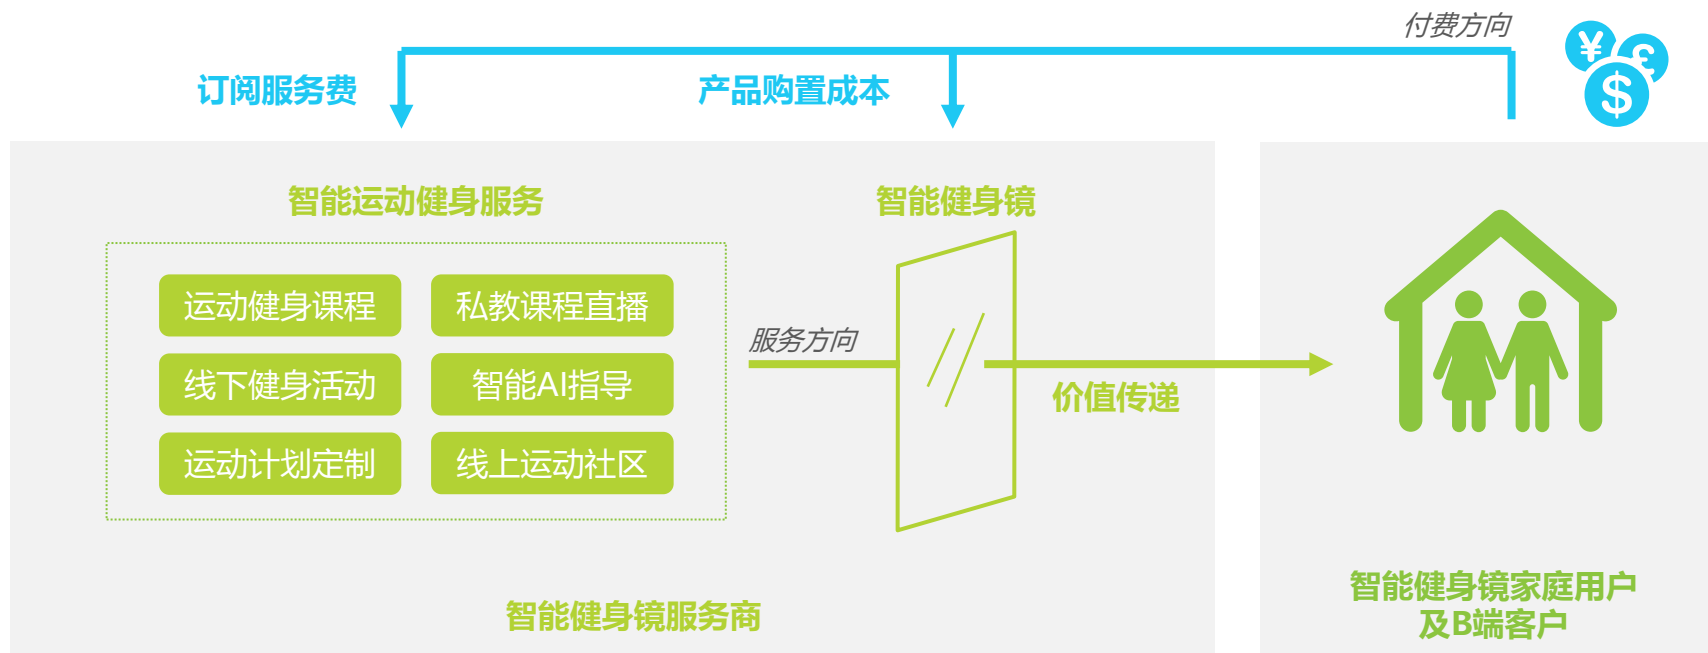 付费方向
¥
£
$
订阅服务费
产品购置成本
智能运动健身服务
智能健身镜
运动健身课程
私教课程直播
服务方向
线下健身活动
智能AI指导
价值传递
运动计划定制
线上运动社区
智能健身镜服务商
智能健身镜家庭用户
及B端客户